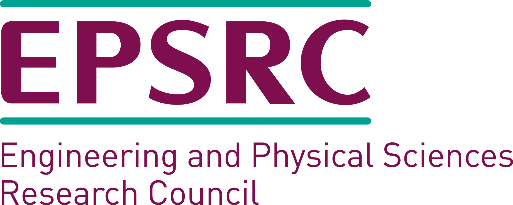 EPSRC
Engineering and Physical Sciences
Research Council